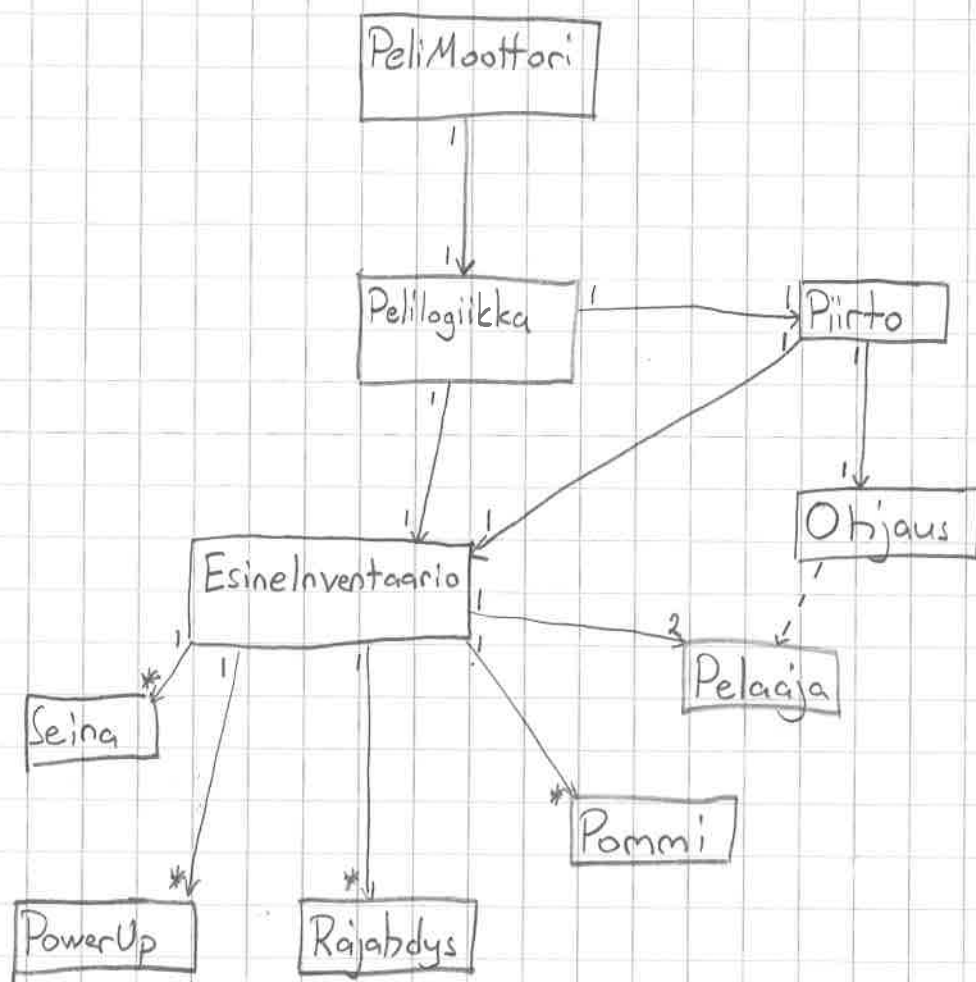 PeliMoottori
1
1
Pelilogiikka
1
1
Piirto
1
1
1
1
Ohjaus
1
1
EsineInventaario
1
2
Pelaaja
1
*
Seina
1
*
PowerUp
1
*
Rajahdys
1
*
Pommi